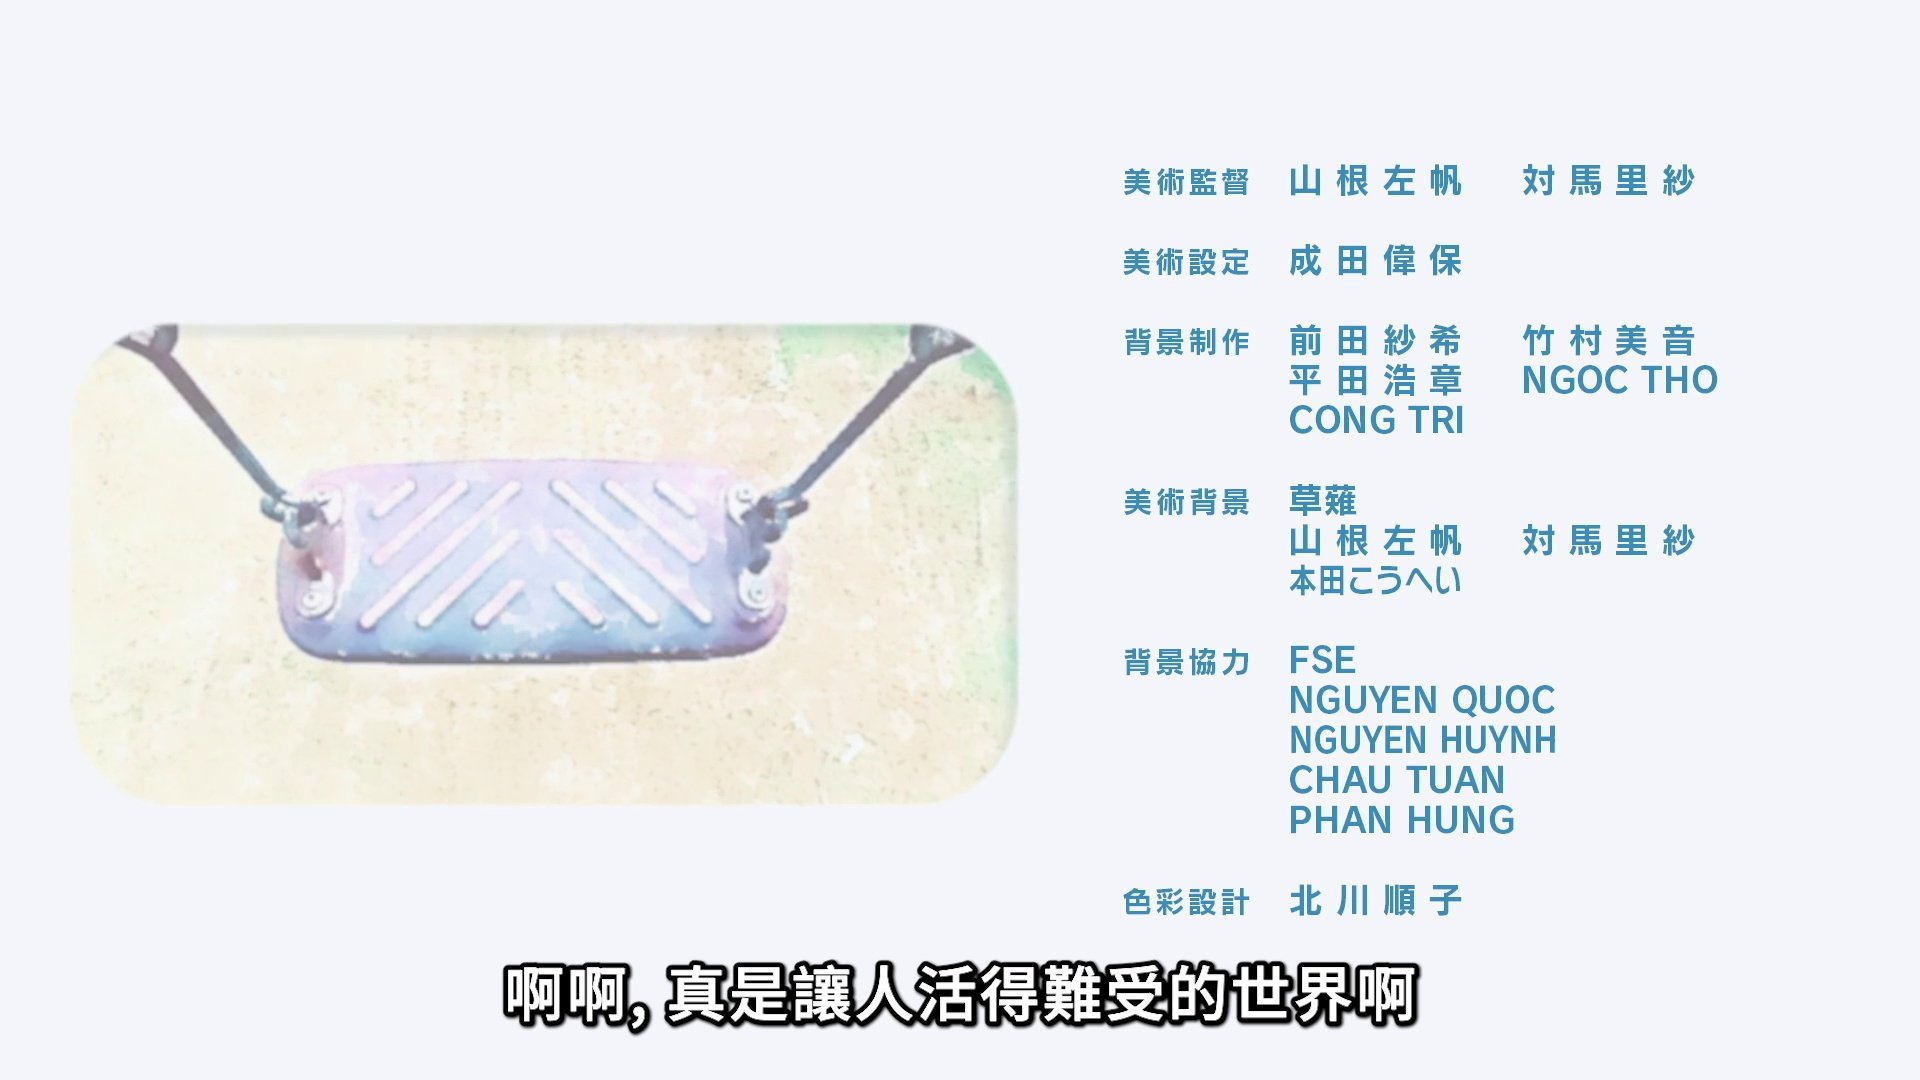 美術監督 山根左帆 対馬里紗
美術設定 成田偉保
背景制作 前田紗希 竹村美音
平田浩章 NGOC THO
CONG TRI
美術背景 草薙
山根左帆 対馬里紗
本田こうへい
背景協力 FSE
NGUYEN QUOC
NGUYEN HUYNH
CHAU TUAN
PHAN HUNG
色彩設計 北川順子
啊啊, 真是讓人活得難受的世界啊